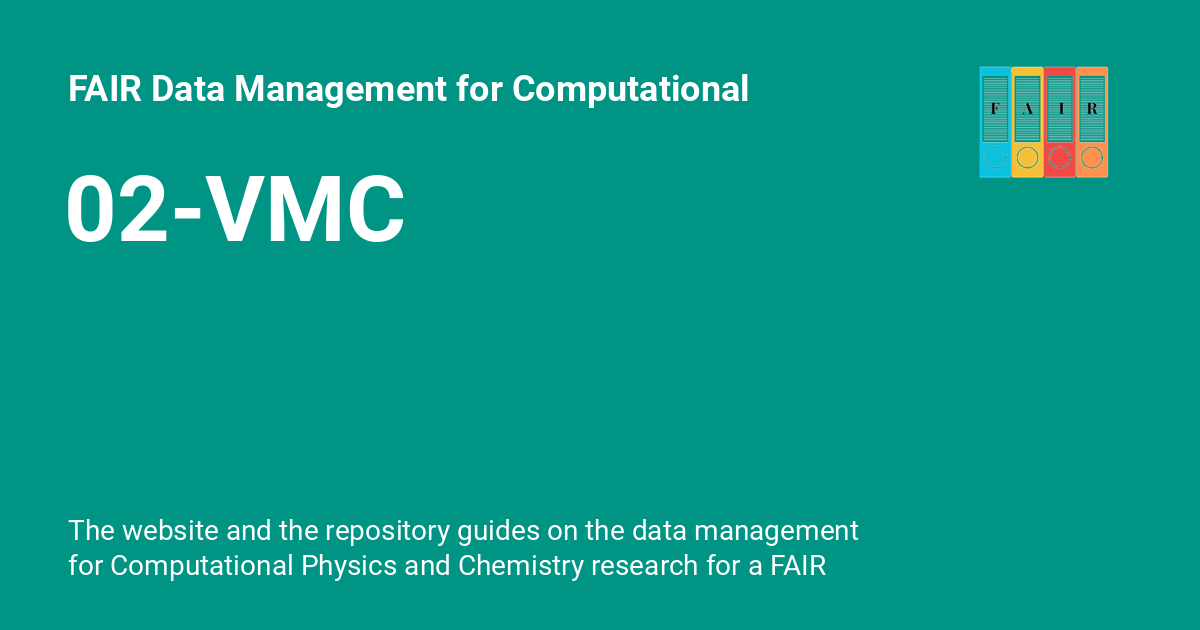 FAIR Data Management for Computational
F A I R
02-VMC
The website and the repository guides on the data management
for Computational Physics and Chemistry research for a FAIR